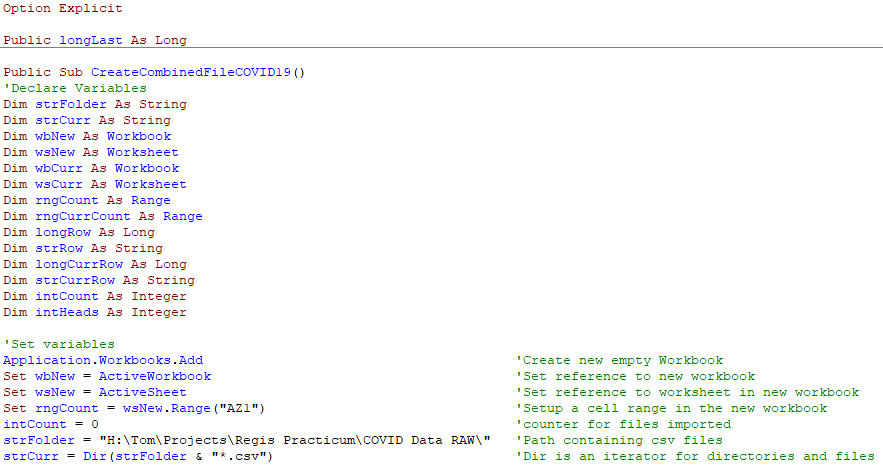 Option Explicit
Public longLast As Long
Public Sub CreateCombinedFileCOVID19()
'Declare Variables
Dim strFolder As String
Dim strCurr As String
Dim wbNew As Workbook
Dim wsNew As Worksheet
Dim wbCurr As Workbook
Dim wsCurr As Worksheet
Dim rngCount As Range
Dim rngCurrCount As Range
Dim longRow As Long
Dim strRow As String
Dim longCurrRow As Long
Dim strCurrRow As String
Dim intCount As Integer
Dim intHeads As Integer
'Set variables
Application.Workbooks.Add 'Create new empty Workbook
Set wbNew = ActiveWorkbook 'Set reference to new workbook
Set wsNew = ActiveSheet 'Set reference to worksheet in new workbook
Set rngCount = wsNew.Range("AZ1") 'Setup a cell range in the new workbook
intCount = 0 'counter for files imported
strFolder = "H:\Tom\Projects\Regis Practicum\COVID Data RAW\" 'Path containing csv files
strCurr = Dir(strFolder & "*.csv") 'Dir is an iterator for directories and files